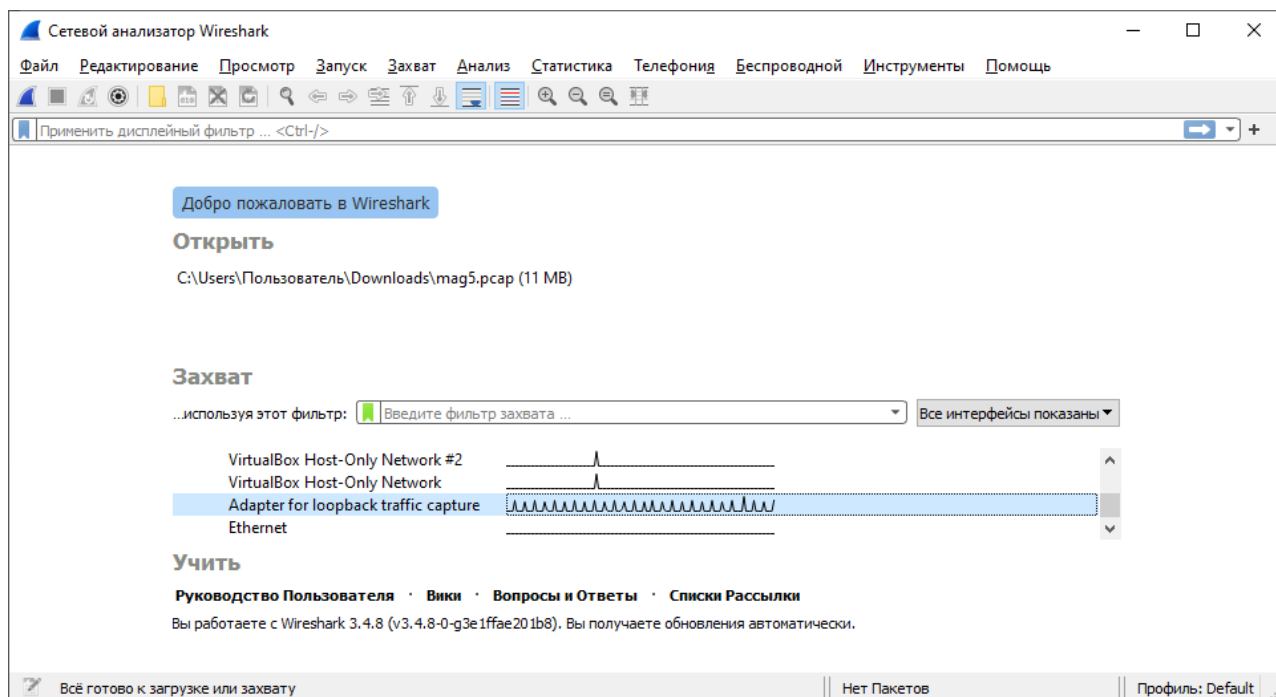 Сетевой анализатор Wireshark
Файл Редактирование Просмотр Запуск Захват Анализ Статистика Телефония Беспроводной Инструменты Помощь
Применить дисплейный фильтр ... <Ctrl-/>
Добро пожаловать в Wireshark
Открыть
C:\Users\Пользователь\Downloads\mag5.pcap (11 MB)
Захват
...используя этот фильтр: Введите фильтр захвата ... Все интерфейсы показаны
VirtualBox Host-Only Network #2
VirtualBox Host-Only Network
Adapter for loopback traffic capture
Ethernet
Учить
Руководство Пользователя · Вики · Вопросы и Ответы · Списки Рассылки
Вы работаете с Wireshark 3.4.8 (v3.4.8-0-g3e1ffae201b8). Вы получаете обновления автоматически.
Всё готово к загрузке или захвату Нет Пакетов Профиль: Default